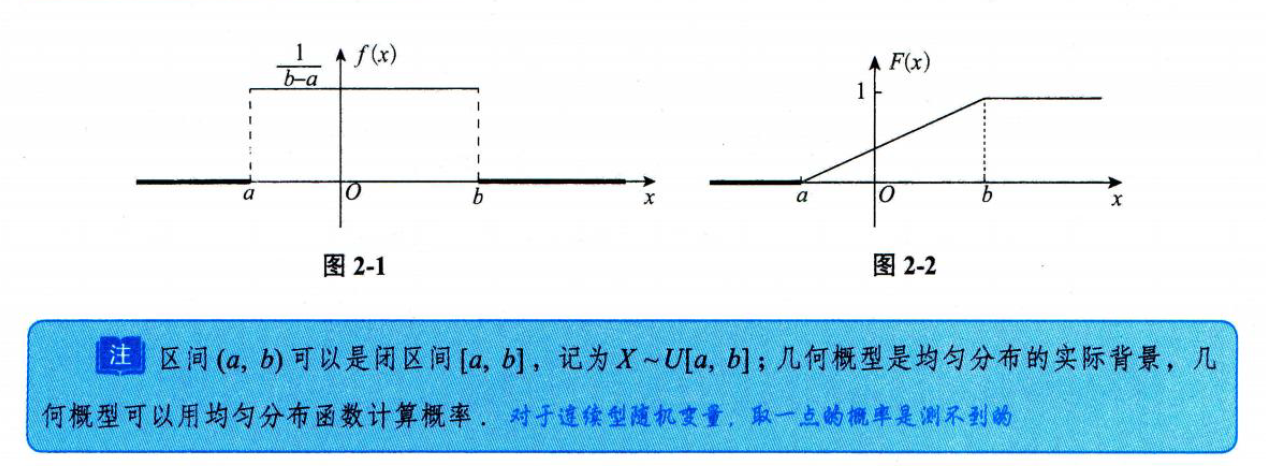 1
b–a
f(x)
a
O
b
x
图 2-1
F(x)
1
a
O
b
x
图 2-2
注 区间 (a, b) 可以是闭区间 [a, b] ，记为 X ~ U[a, b] ；几何概型是均匀分布的实际背景，几
何概型可以用均匀分布函数计算概率． 对于连续型随机变量，取一点的概率是测不到的